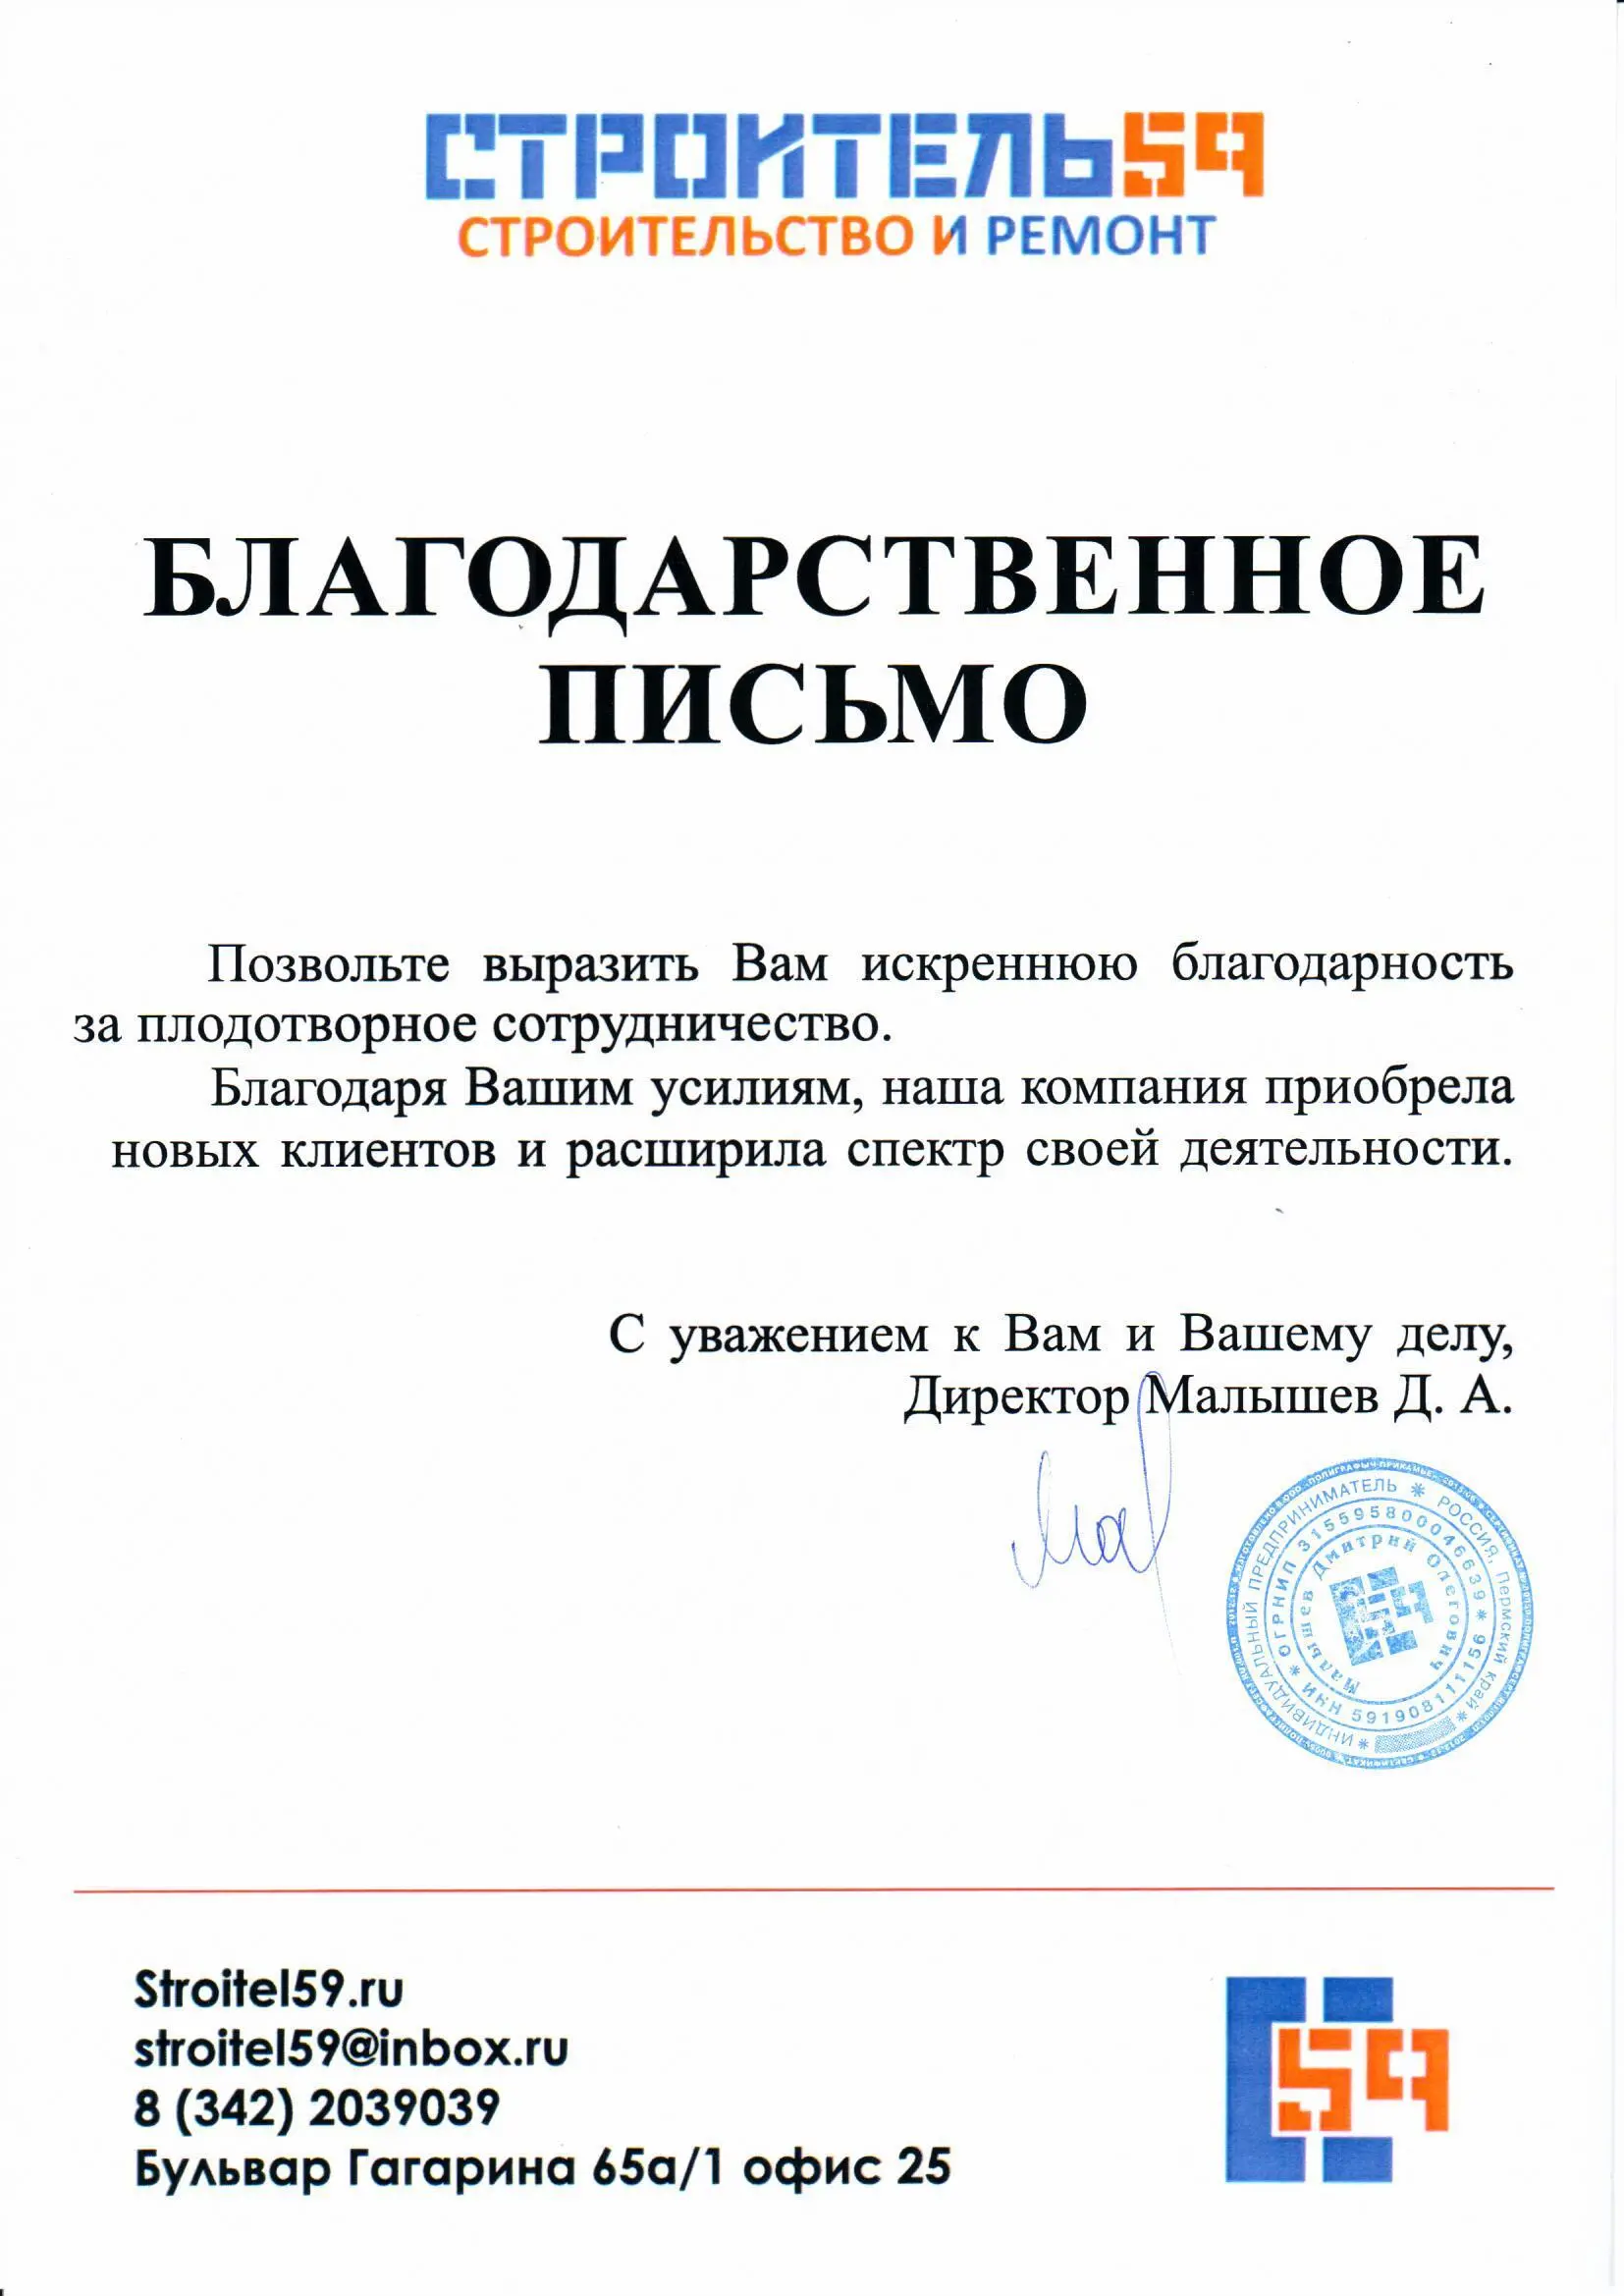 СТРОИТЕЛЬ59
СТРОИТЕЛЬСТВО И РЕМОНТ
БЛАГОДАРСТВЕННОЕ
ПИСЬМО
Позвольте выразить Вам искреннюю благодарность
за плодотворное сотрудничество.
Благодаря Вашим усилиям, наша компания приобрела
новых клиентов и расширила спектр своей деятельности.
С уважением к Вам и Вашему делу,
Директор Малышев Д. А.
ИНДИВИДУАЛЬНЫЙ ПРЕДПРИНИМАТЕЛЬ * РОССИЯ, Пермский край *
* ОГРНИП 315595800046639 * ИНН 591908111156
Малышев Дмитрий Олегович
59
Stroitel59.ru
stroitel59@inbox.ru
8 (342) 2039039
Бульвар Гагарина 65а/1 офис 25
59